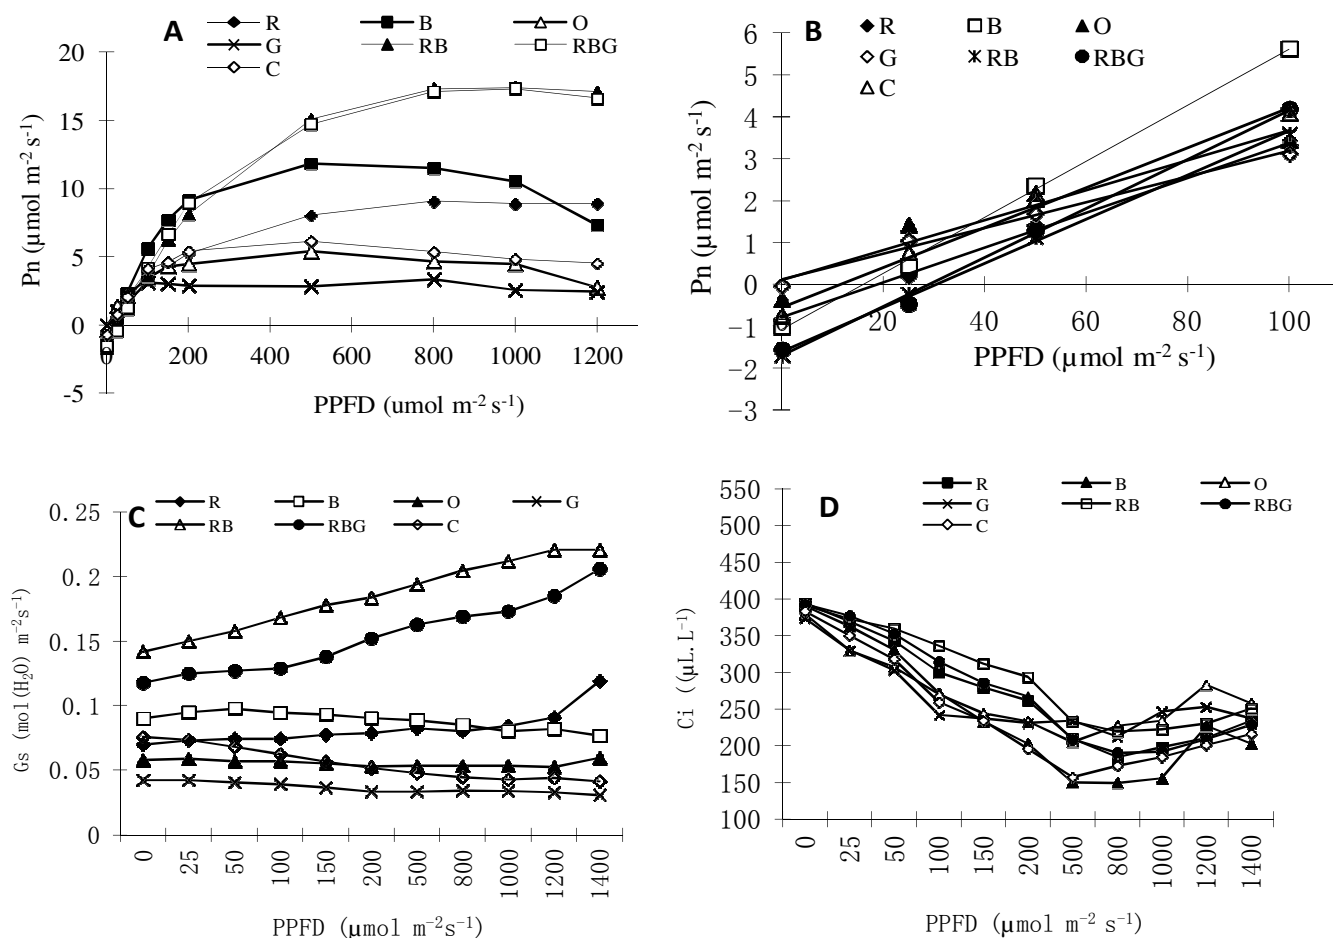 A
R B O
G RB RBG
C
20
15
10
5
0
-5
200 400 600 800 1000 1200
Pn (μmol m-2 s-1)
PPFD (umol m-2 s-1)
B
R B O
G RB RBG
C
6
5
4
3
2
1
0
-1
-2
-3
20 40 60 80 100
Pn (μmol m-2 s-1)
PPFD (μmol m-2 s-1)
C
R B O G
RB RBG C
0.25
0.2
0.15
0.1
0.05
0
0 25 50 100 150 200 500 800 1000 1200 1400
Gs (mol(H2O) m-2s-1)
PPFD (μmol m-2s-1)
D
R B O
G RB RBG
C
550
500
450
400
350
300
250
200
150
100
0 25 50 100 150 200 500 800 1000 1200 1400
Ci ((μL.L-1)
PPFD (μmol m-2 s-1)